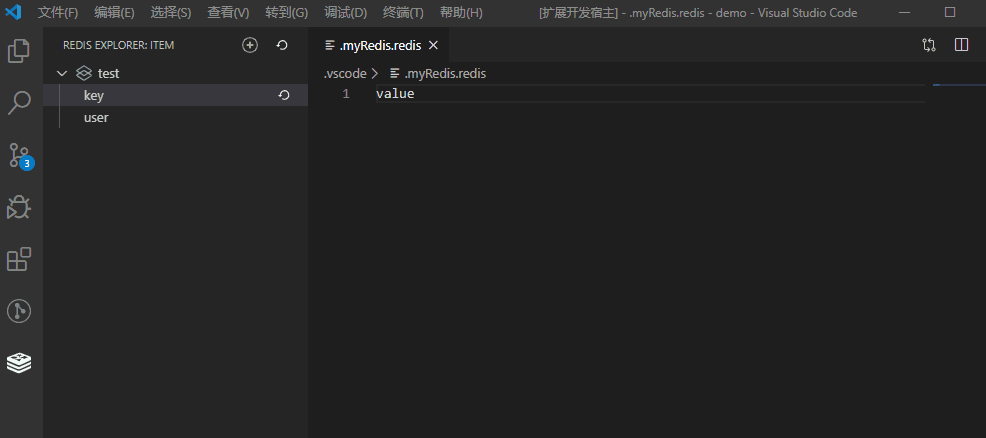 文件(F) 编辑(E) 选择(S) 查看(V) 转到(G) 调试(D) 终端(T) 帮助(H) [扩展开发宿主] - .myRedis.redis - demo - Visual Studio Code
REDIS EXPLORER: ITEM
.myRedis.redis
test
.vscode > .myRedis.redis
key
1 value
user
3